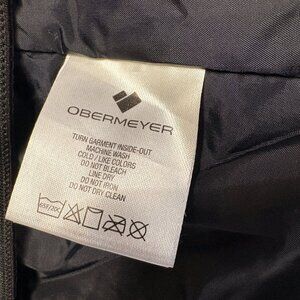 OBERMEYER
TURN GARMENT INSIDE-OUT
MACHINE WASH
COLD / LIKE COLORS
DO NOT BLEACH
LINE DRY
DO NOT IRON
DO NOT DRY CLEAN